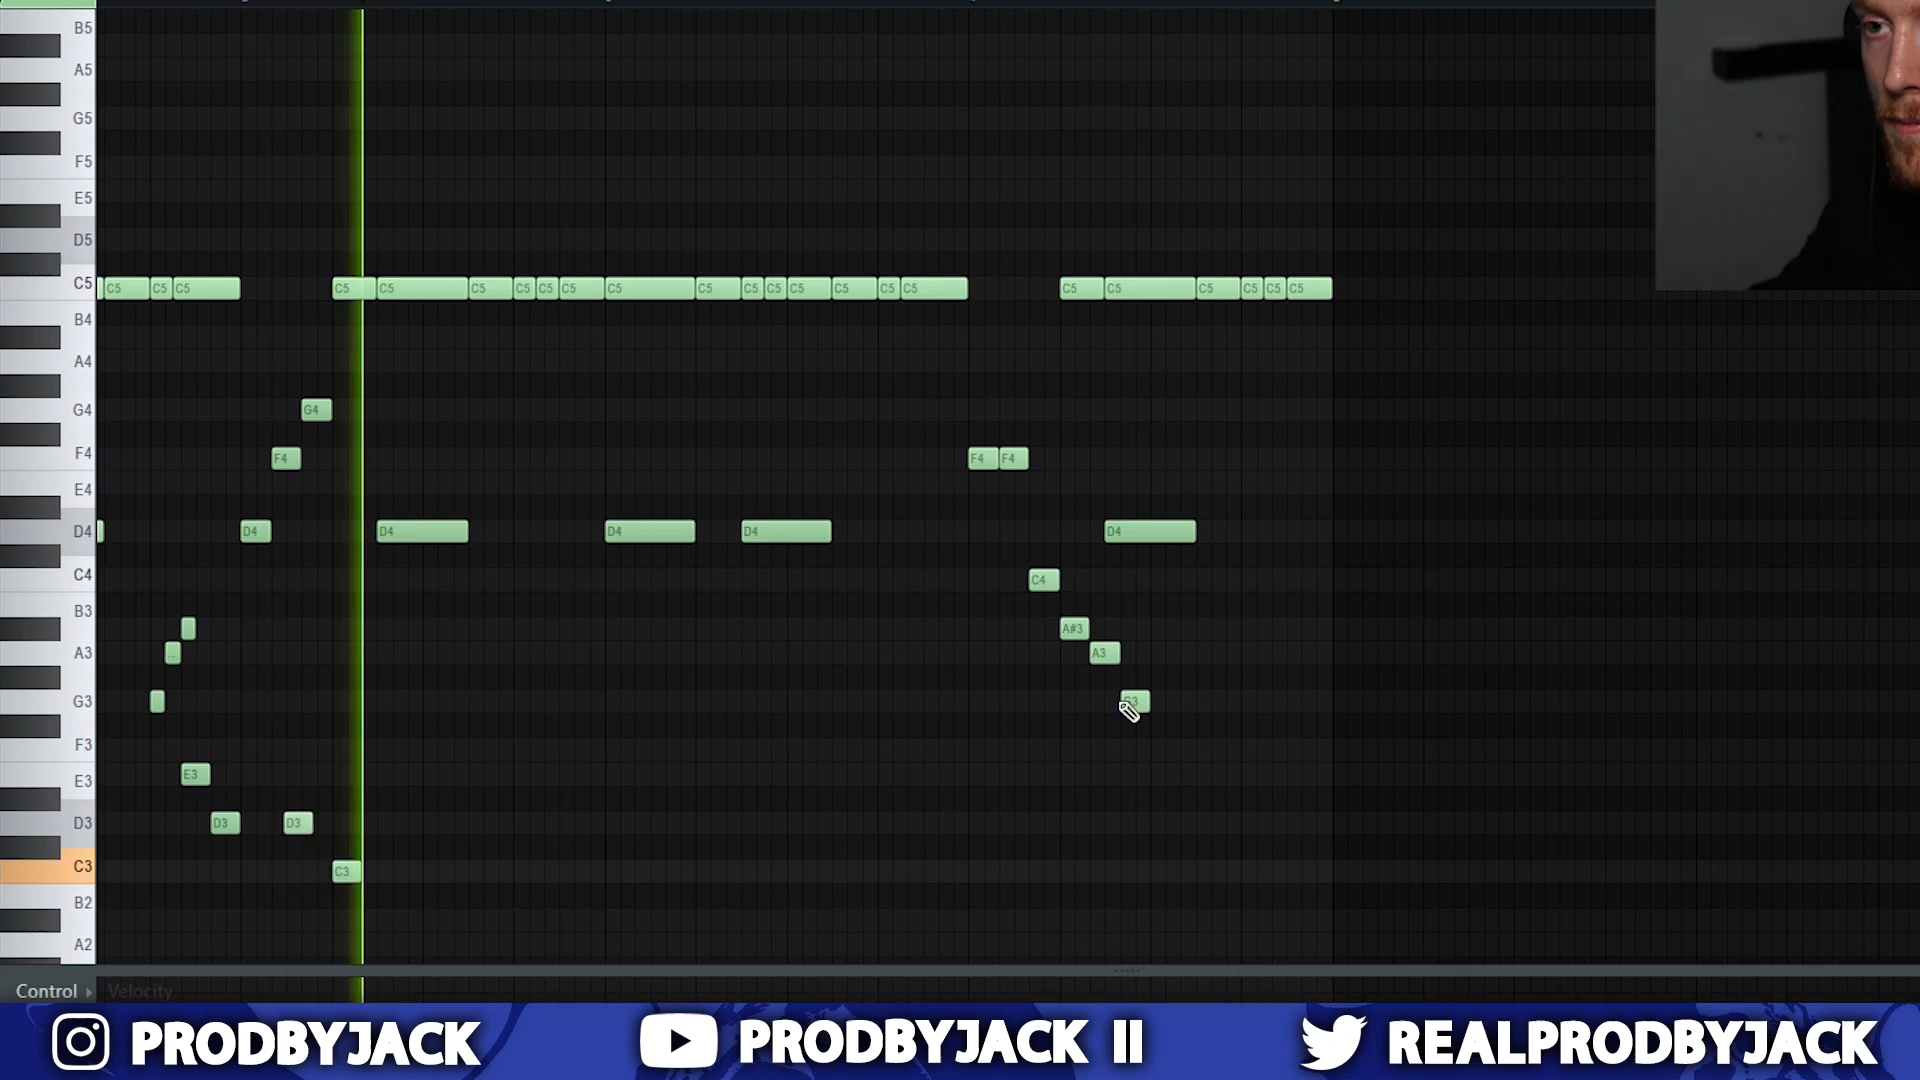 B5
A5
G5
F5
E5
D5
C5 C5 C5 C5 C5 C5 C5 C5 C5 C5 C5 C5 C5 C5 C5 C5 C5 C5 C5 C5 C5 C5 C5 C5
B4
A4
G4 G4
F4 F4 F4 F4
E4
D4 D4 D4 D4 D4 D4
C4 C4
B3
A#3
A3 A3
G3
F3
E3 E3
D3 D3 D3
C3 C3
B2
A2
Control Velocity
PRODBYJACK PRODBYJACK II REALPRODBYJACK